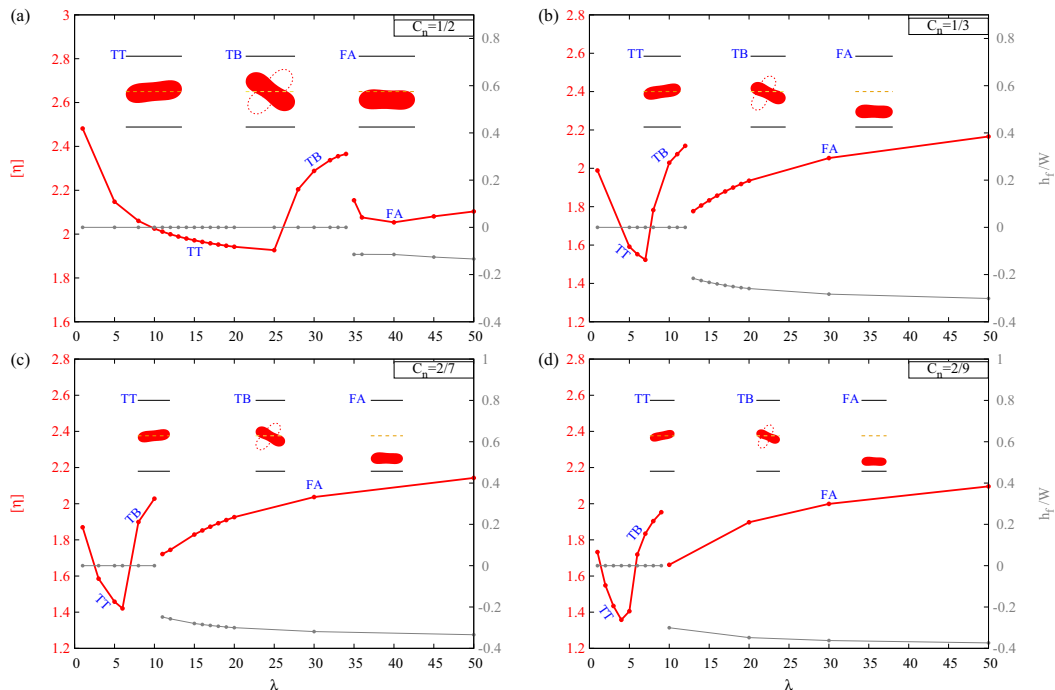 (a)
C_n=1/2
TT
TB
FA
TB
TT
FA
[η]
3
2.8
2.6
2.4
2.2
2
1.8
1.6
0.8
0.6
0.4
0.2
0
-0.2
-0.4
0 5 10 15 20 25 30 35 40 45 50
(b)
C_n=1/3
TT
TB
FA
TB
TT
FA
2.8
2.6
2.4
2.2
2
1.8
1.6
1.4
1.2
0.8
0.6
0.4
0.2
0
-0.2
-0.4
h_f/W
0 5 10 15 20 25 30 35 40 45 50
(c)
C_n=2/7
TT
TB
FA
TB
TT
FA
[η]
2.8
2.6
2.4
2.2
2
1.8
1.6
1.4
1.2
1
0.8
0.6
0.4
0.2
0
-0.2
-0.4
0 5 10 15 20 25 30 35 40 45 50
λ
(d)
C_n=2/9
TT
TB
FA
TB
TT
FA
2.8
2.6
2.4
2.2
2
1.8
1.6
1.4
1.2
1
0.8
0.6
0.4
0.2
0
-0.2
-0.4
h_f/W
0 5 10 15 20 25 30 35 40 45 50
λ